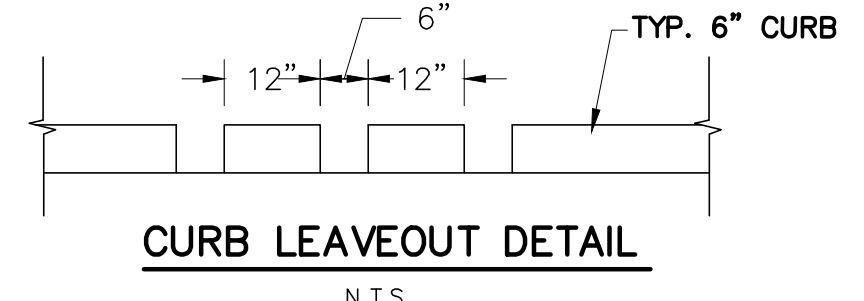 6”
TYP. 6” CURB
12”
12”
CURB LEAVEOUT DETAIL
N.T.S.